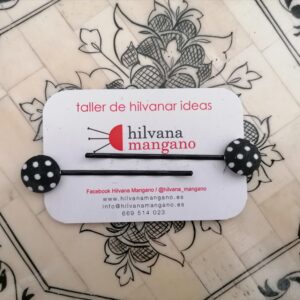 taller de hilvanar ideas
hilvana
mangano
Facebook Hilvana Mangano / @hilvana_mangano
www.hilvanamangano.es
info@hilvanamangano.es
669 514 023